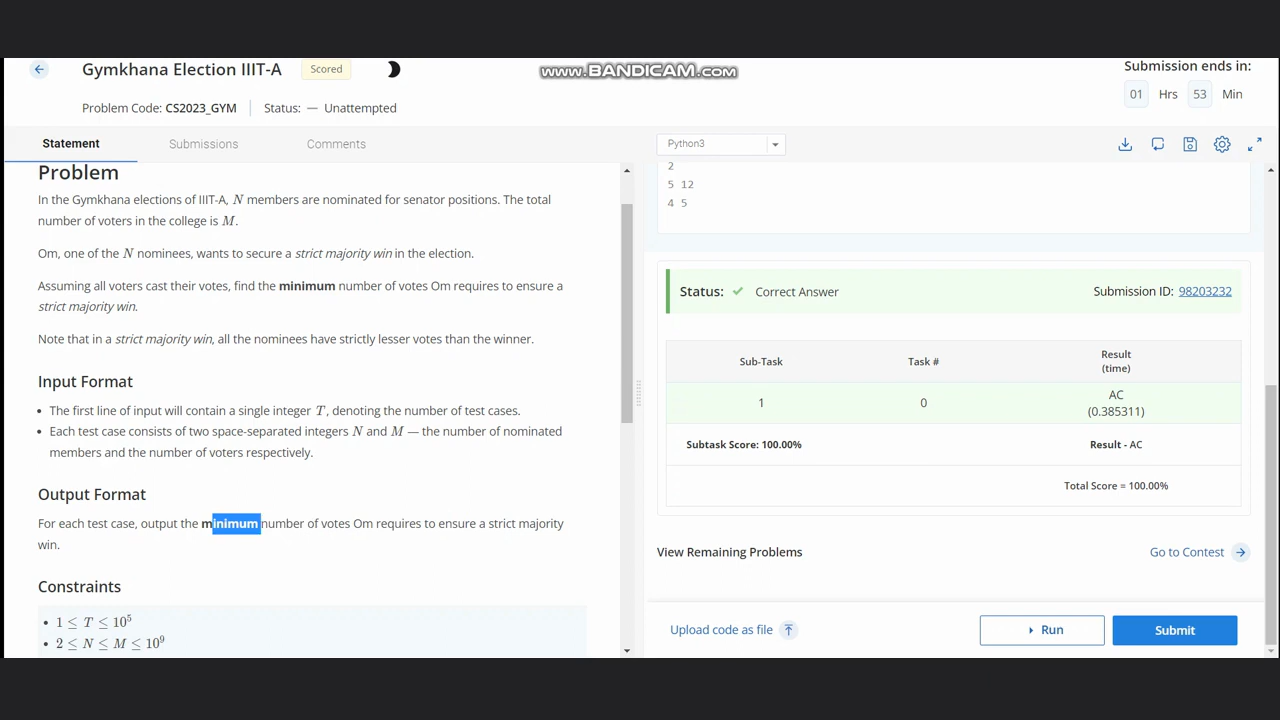 www.BANDICAM.com
Gymkhana Election IIIT-A
Scored
Submission ends in:
01 Hrs 53 Min
Problem Code: CS2023_GYM
Status: — Unattempted
Statement
Submissions
Comments
Python3
Problem
In the Gymkhana elections of IIIT-A, N members are nominated for senator positions. The total
number of voters in the college is M.
Om, one of the N nominees, wants to secure a strict majority win in the election.
Assuming all voters cast their votes, find the minimum number of votes Om requires to ensure a
strict majority win.
Note that in a strict majority win, all the nominees have strictly lesser votes than the winner.
Input Format
• The first line of input will contain a single integer T, denoting the number of test cases.
• Each test case consists of two space-separated integers N and M — the number of nominated
members and the number of voters respectively.
Output Format
For each test case, output the minimum number of votes Om requires to ensure a strict majority
win.
Constraints
• 1 ≤ T ≤ 10⁵
• 2 ≤ N ≤ M ≤ 10⁹
2
5 12
4 5
Status: ✓ Correct Answer
Submission ID: 98203232
Sub-Task
Task #
Result
(time)
1
0
AC
(0.385311)
Subtask Score: 100.00%
Result - AC
Total Score = 100.00%
View Remaining Problems
Go to Contest
Upload code as file
Run
Submit